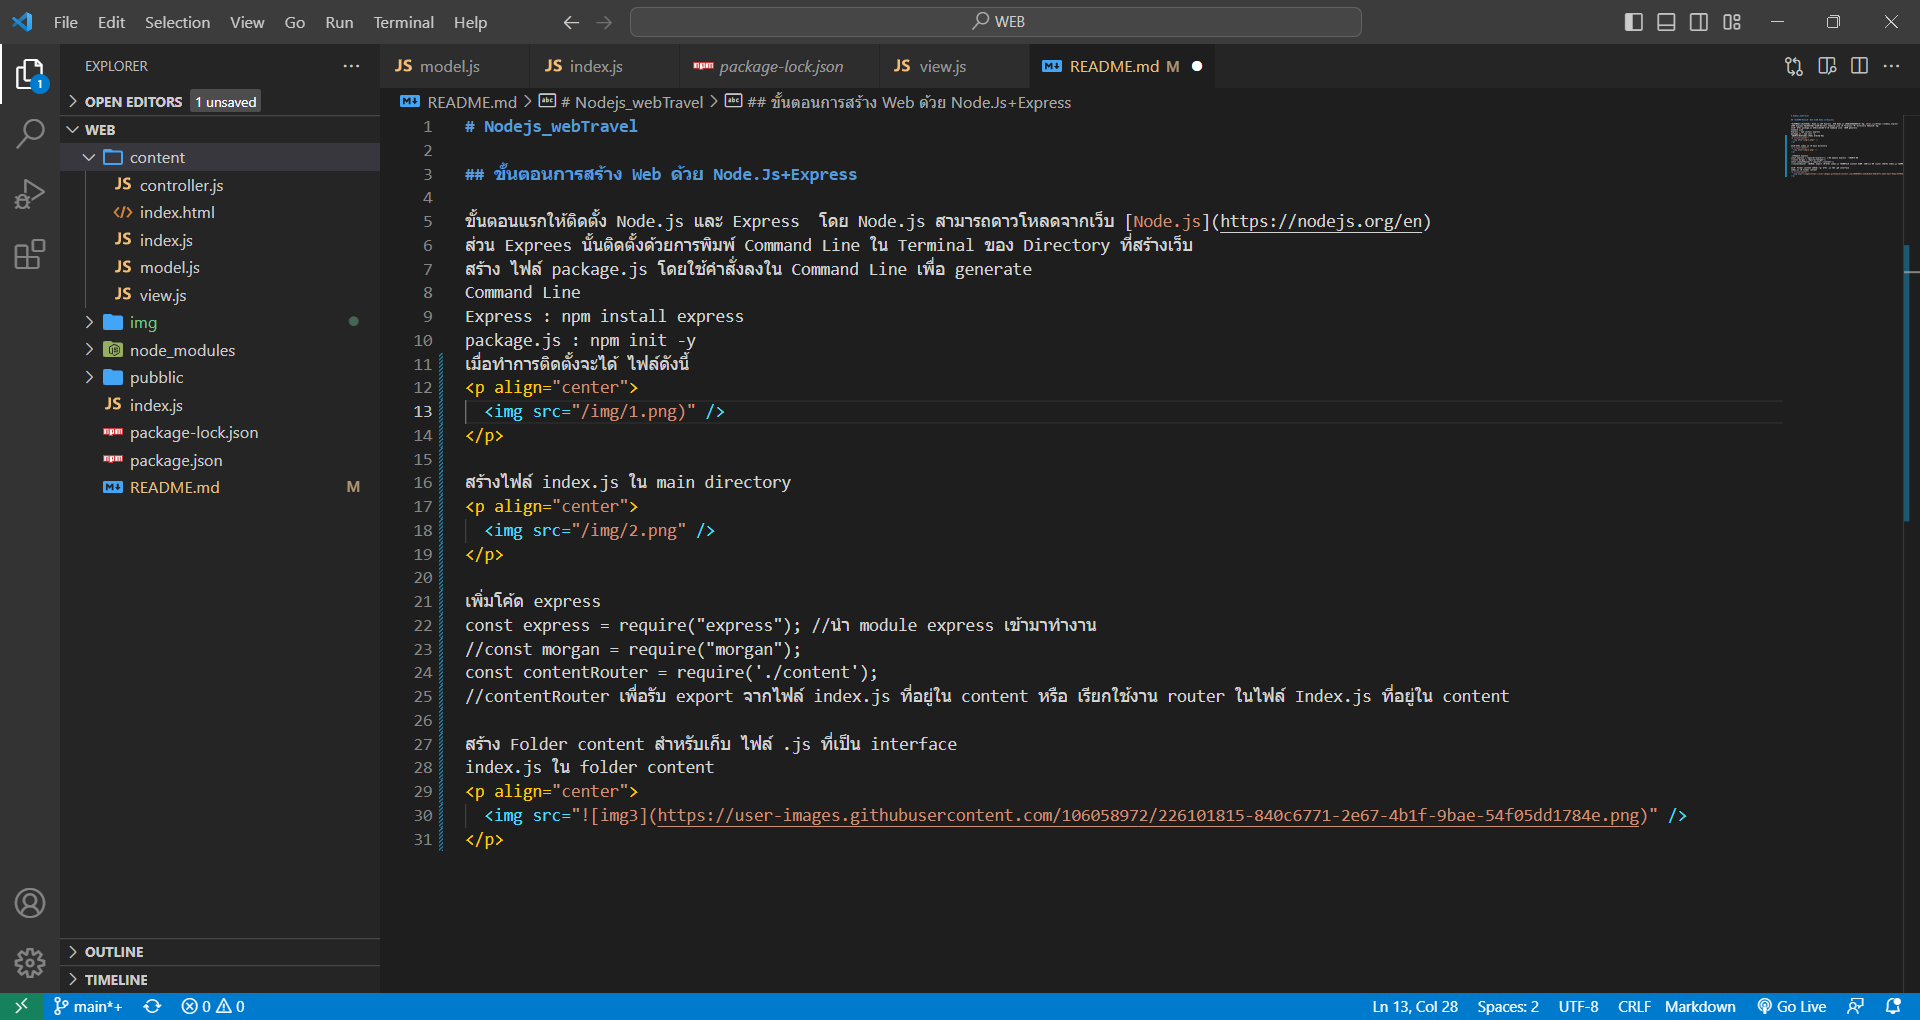 File Edit Selection View Go Run Terminal Help
WEB
EXPLORER
OPEN EDITORS 1 unsaved
WEB
content
JS controller.js
<> index.html
JS index.js
JS model.js
JS view.js
img
node_modules
pubblic
JS index.js
npm package-lock.json
npm package.json
README.md M
OUTLINE
TIMELINE
1
JS model.js
JS index.js
npm package-lock.json
JS view.js
README.md M
README.md > # Nodejs_webTravel > ## ขั้นตอนการสร้าง Web ด้วย Node.Js+Express
1 # Nodejs_webTravel
2
3 ## ขั้นตอนการสร้าง Web ด้วย Node.Js+Express
4
5 ขั้นตอนแรกให้ติดตั้ง Node.js และ Express  โดย Node.js สามารถดาวโหลดจากเว็บ [Node.js](https://nodejs.org/en)
6 ส่วน Exprees นั้นติดตั้งด้วยการพิมพ์ Command Line ใน Terminal ของ Directory ที่สร้างเว็บ
7 สร้าง ไฟล์ package.js โดยใช้คำสั่งลงใน Command Line เพื่อ generate
8 Command Line
9 Express : npm install express
10 package.js : npm init -y
11 เมื่อทำการติดตั้งจะได้ ไฟล์ดังนี้
12 <p align="center">
13   <img src="/img/1.png)" />
14 </p>
15
16 สร้างไฟล์ index.js ใน main directory
17 <p align="center">
18   <img src="/img/2.png" />
19 </p>
20
21 เพิ่มโค้ด express
22 const express = require("express"); //นำ module express เข้ามาทำงาน
23 //const morgan = require("morgan");
24 const contentRouter = require('./content');
25 //contentRouter เพื่อรับ export จากไฟล์ index.js ที่อยู่ใน content หรือ เรียกใช้งาน router ในไฟล์ Index.js ที่อยู่ใน content
26
27 สร้าง Folder content สำหรับเก็บ ไฟล์ .js ที่เป็น interface
28 index.js ใน folder content
29 <p align="center">
30   <img src="![img3](https://user-images.githubusercontent.com/106058972/226101815-840c6771-2e67-4b1f-9bae-54f05dd1784e.png)" />
31 </p>
main*+ 0 0 Ln 13, Col 28 Spaces: 2 UTF-8 CRLF Markdown Go Live